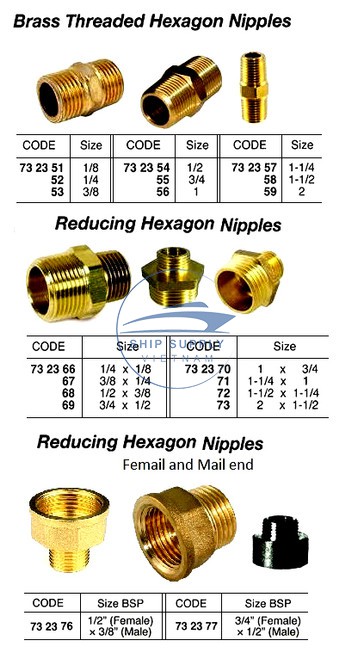 Brass Threaded Hexagon Nipples
CODE Size CODE Size CODE Size
73 23 51 1/8 73 23 54 1/2 73 23 57 1-1/4
52 1/4 55 3/4 58 1-1/2
53 3/8 56 1 59 2
Reducing Hexagon Nipples
SHIP SUPPLY
VIETNAM
CODE Size CODE Size
73 23 66 1/4 x 1/8 73 23 70 1 x 3/4
67 3/8 x 1/4 71 1-1/4 x 1
68 1/2 x 3/8 72 1-1/2 x 1-1/4
69 3/4 x 1/2 73 2 x 1-1/2
Reducing Hexagon Nipples
Femail and Mail end
CODE Size BSP CODE Size BSP
73 23 76 1/2” (Female) 73 23 77 3/4” (Female)
× 3/8” (Male) × 1/2” (Male)